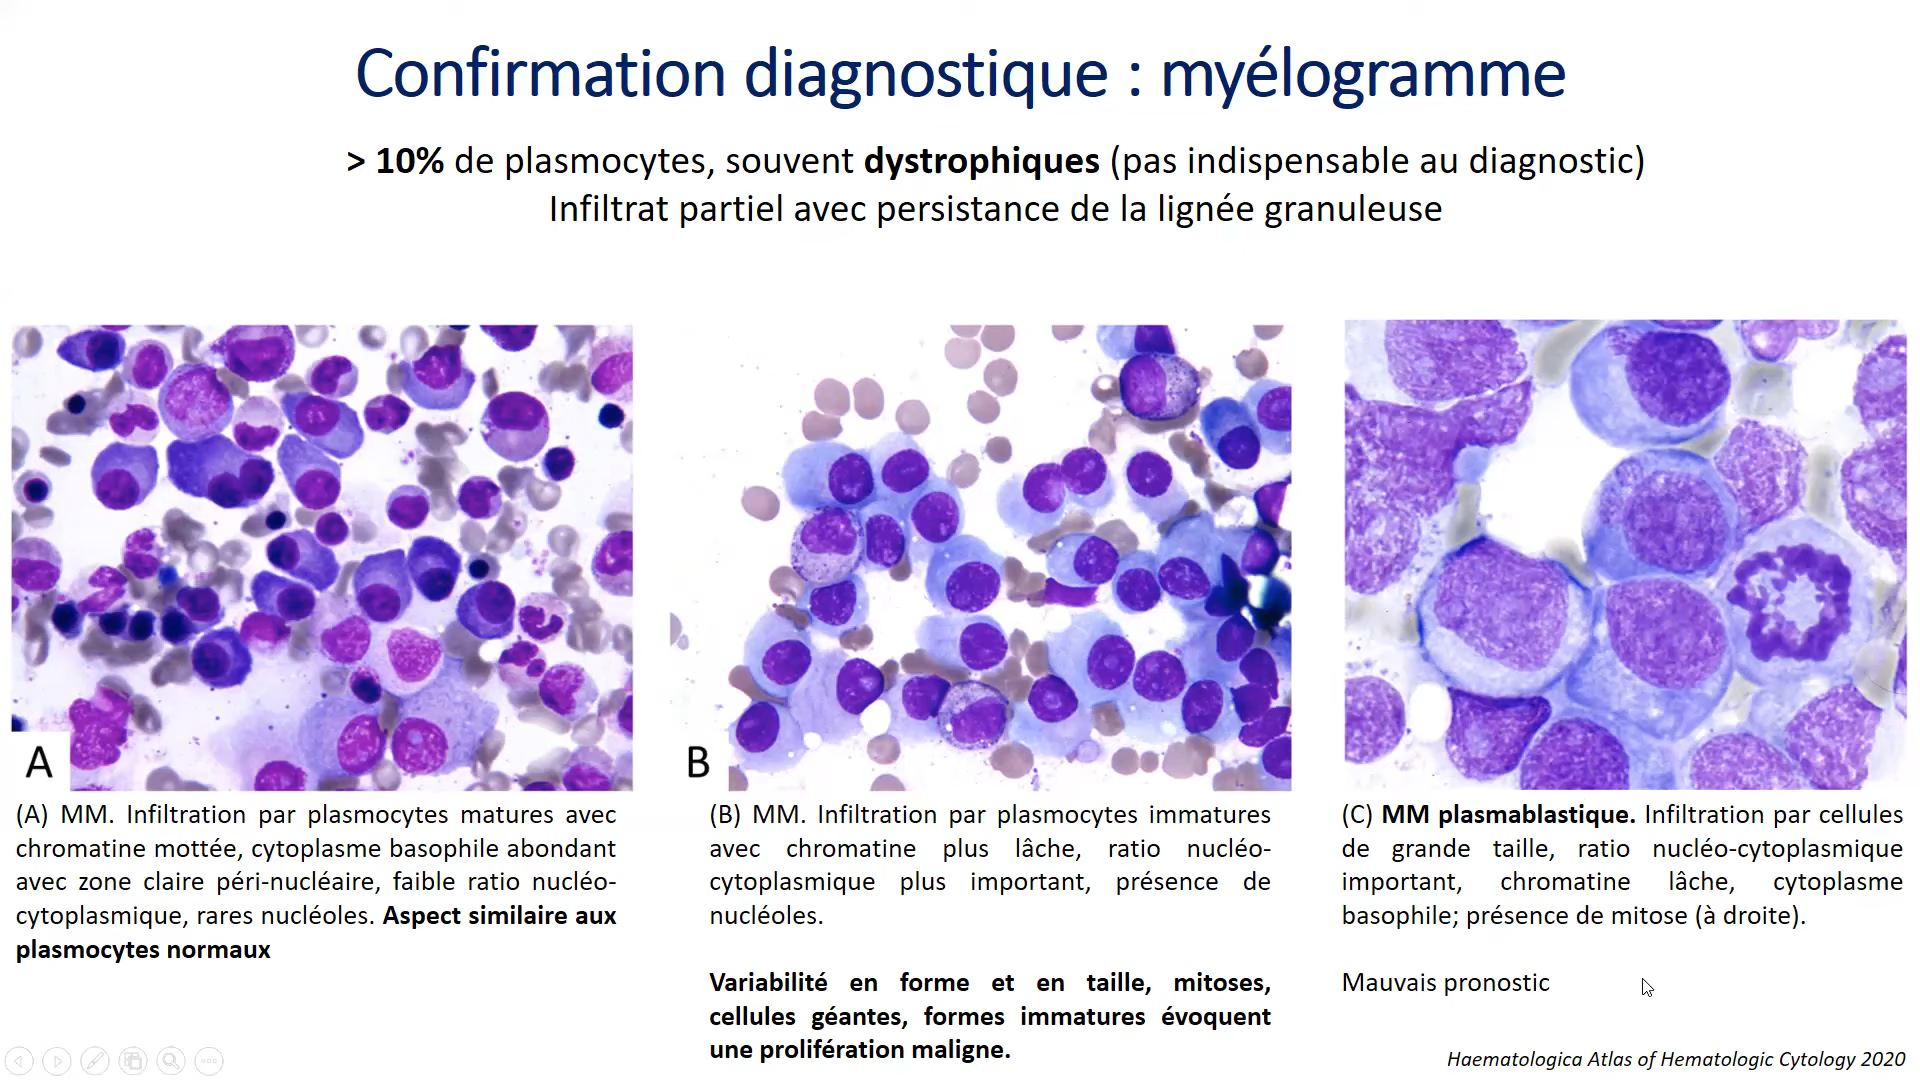 Confirmation diagnostique : myélogramme
> 10% de plasmocytes, souvent dystrophiques (pas indispensable au diagnostic)
Infiltrat partiel avec persistance de la lignée granuleuse
A
(A) MM. Infiltration par plasmocytes matures avec
chromatine mottée, cytoplasme basophile abondant
avec zone claire péri-nucléaire, faible ratio nucléo-
cytoplasmique, rares nucléoles. Aspect similaire aux
plasmocytes normaux
B
(B) MM. Infiltration par plasmocytes immatures
avec chromatine plus lâche, ratio nucléo-
cytoplasmique plus important, présence de
nucléoles.
Variabilité en forme et en taille, mitoses,
cellules géantes, formes immatures évoquent
une prolifération maligne.
(C) MM plasmablastique. Infiltration par cellules
de grande taille, ratio nucléo-cytoplasmique
important, chromatine lâche, cytoplasme
basophile; présence de mitose (à droite).
Mauvais pronostic
Haematologica Atlas of Hematologic Cytology 2020